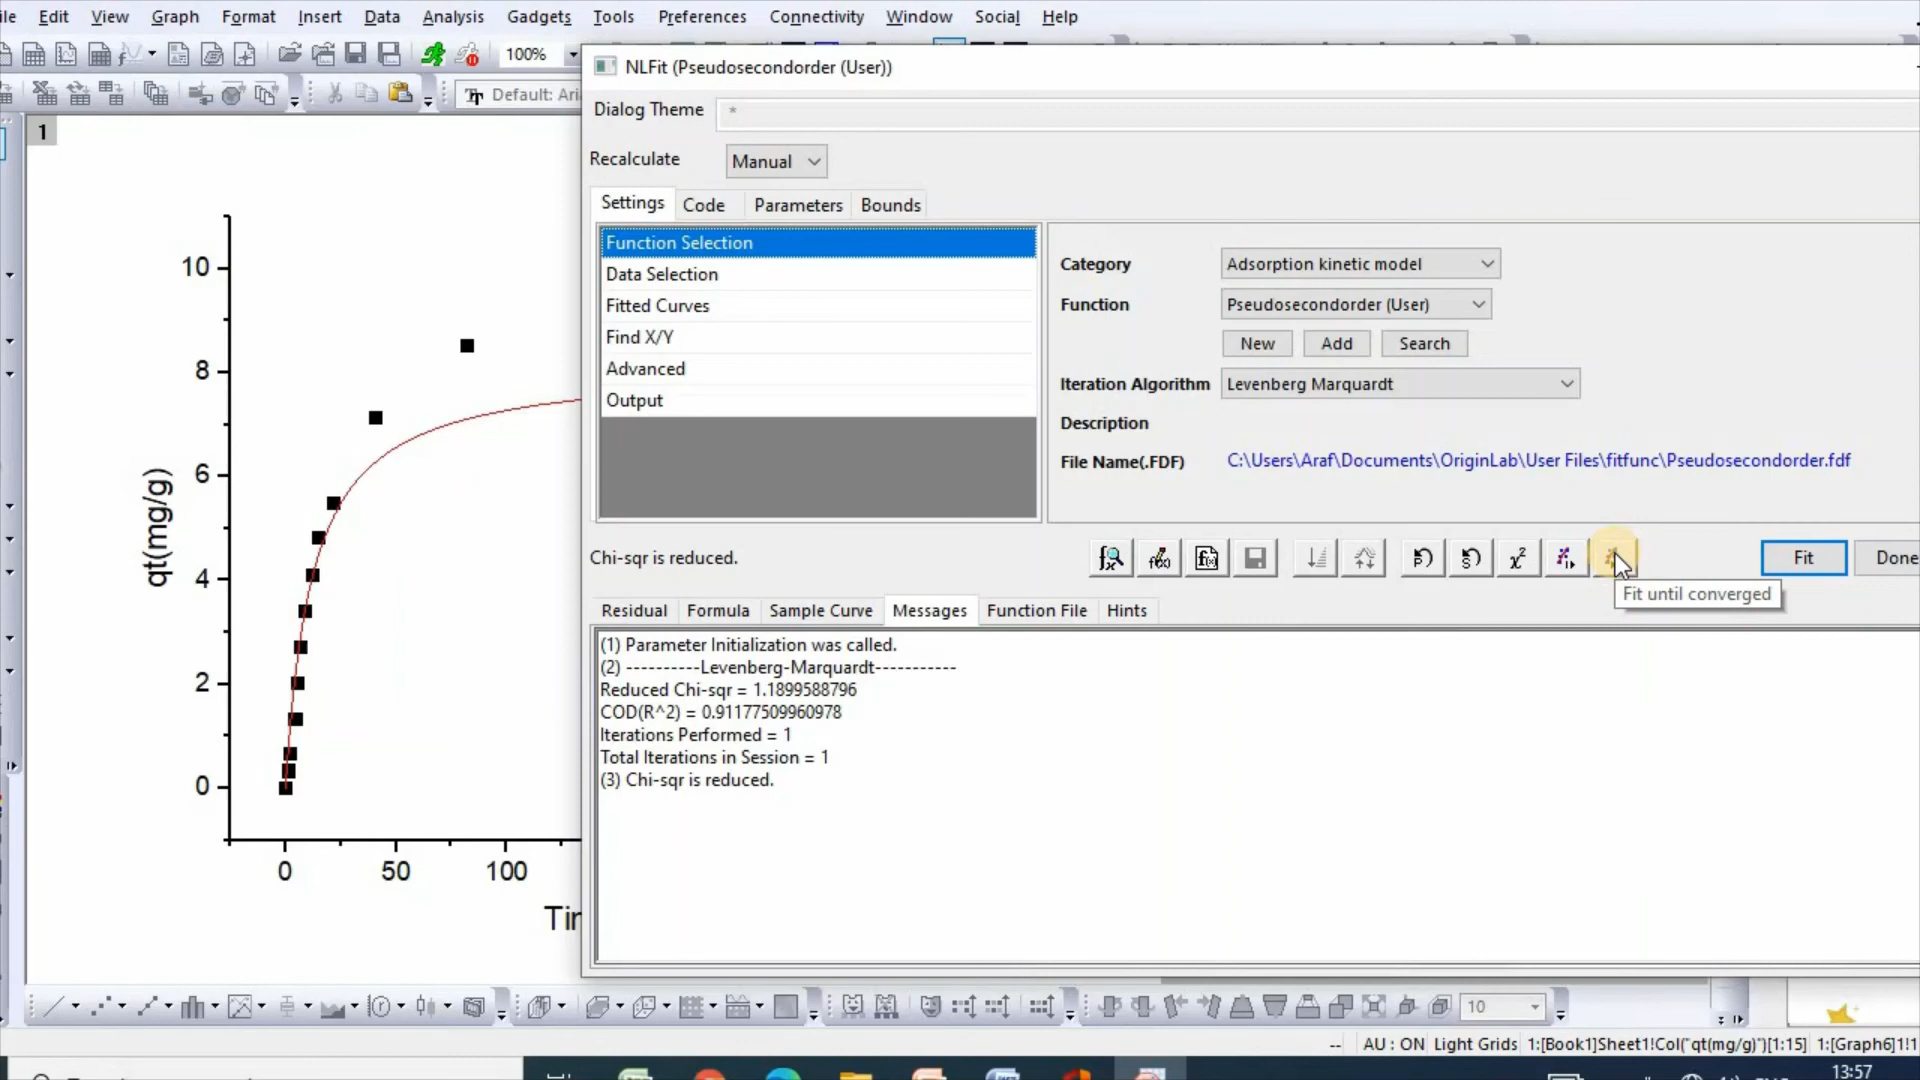 ile Edit View Graph Format Insert Data Analysis Gadgets Tools Preferences Connectivity Window Social Help
100%
Default: Ari
1
NLFit (Pseudosecondorder (User))
Dialog Theme *
Recalculate Manual
Settings Code Parameters Bounds
Function Selection
Data Selection
Fitted Curves
Find X/Y
Advanced
Output
Category Adsorption kinetic model
Function Pseudosecondorder (User)
New Add Search
Iteration Algorithm Levenberg Marquardt
Description
File Name(.FDF) C:\Users\Araf\Documents\OriginLab\User Files\fitfunc\Pseudosecondorder.fdf
Chi-sqr is reduced.
Fit Done
Fit until converged
Residual Formula Sample Curve Messages Function File Hints
(1) Parameter Initialization was called.
(2) ----------Levenberg-Marquardt-----------
Reduced Chi-sqr = 1.1899588796
COD(R^2) = 0.91177509960978
Iterations Performed = 1
Total Iterations in Session = 1
(3) Chi-sqr is reduced.
qt(mg/g)
10
8
6
4
2
0
0 50 100
Tim
10
-- AU : ON Light Grids 1:[Book1]Sheet1!Col("qt(mg/g)")[1:15] 1:[Graph6]1!1
13:57